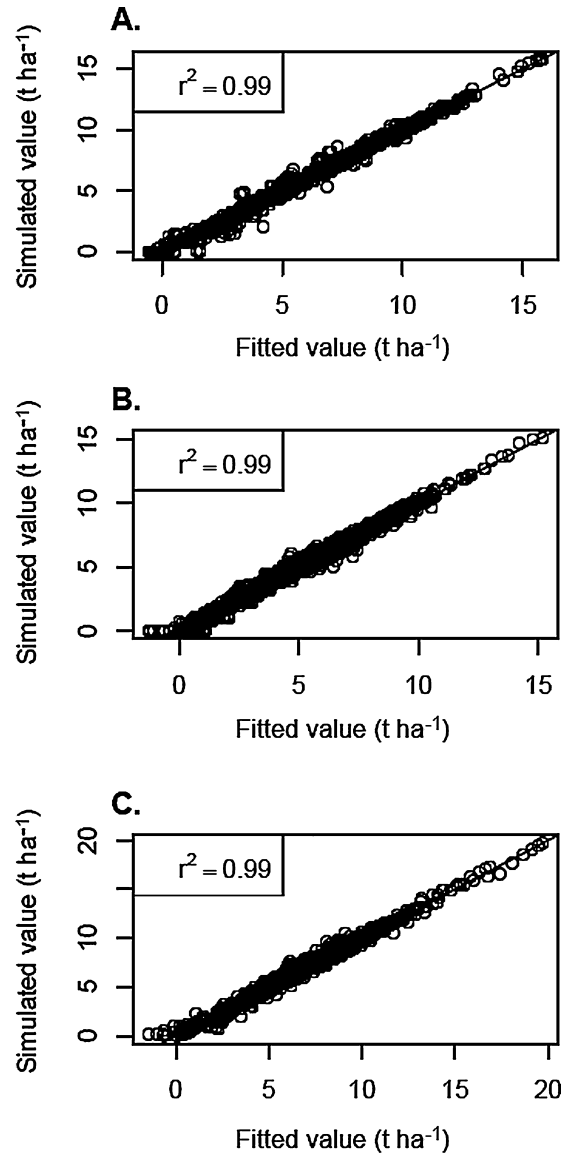 A.
r² = 0.99
Simulated value (t ha⁻¹)
15
10
5
0
0 5 10 15
Fitted value (t ha⁻¹)
B.
r² = 0.99
Simulated value (t ha⁻¹)
15
10
5
0
0 5 10 15
Fitted value (t ha⁻¹)
C.
r² = 0.99
Simulated value (t ha⁻¹)
20
10
5
0
0 5 10 15 20
Fitted value (t ha⁻¹)